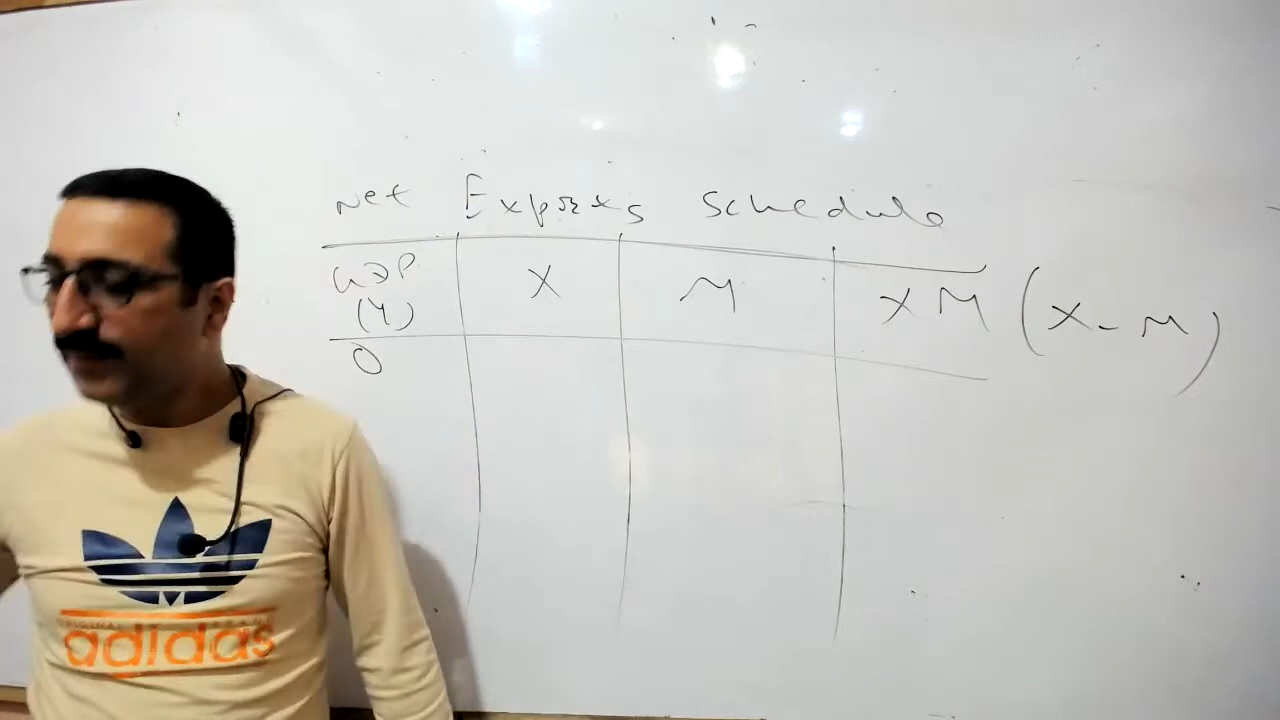 Net Exports Schedule
GDP X M XM (X-M)
(Y)
0
adidas